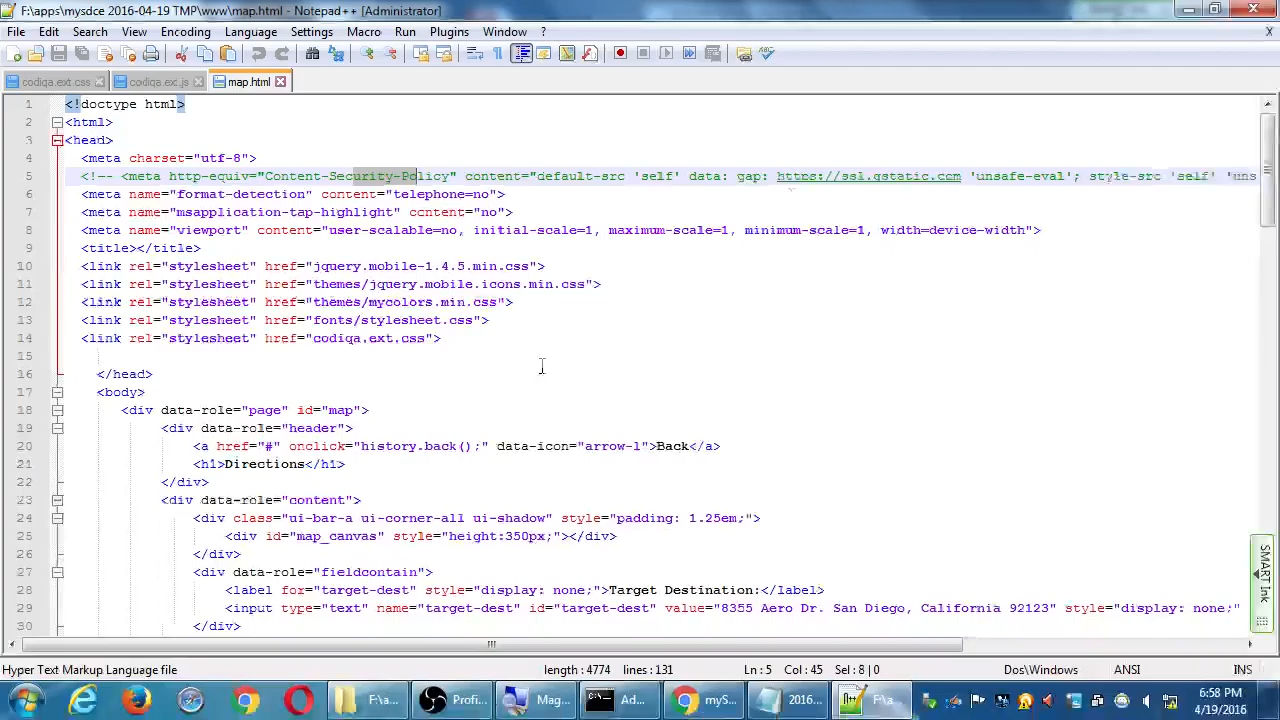 F:\apps\mysdce 2016-04-19 TMP\www\map.html - Notepad++ [Administrator]
File Edit Search View Encoding Language Settings Macro Run Plugins Window ? X
codiqa.ext.css codiqa.ext.js map.html
1 <!doctype html>
2 <html>
3 <head>
4 <meta charset="utf-8">
5 <!-- <meta http-equiv="Content-Security-Policy" content="default-src 'self' data: gap: https://ssl.gstatic.com 'unsafe-eval'; style-src 'self' 'uns
6 <meta name="format-detection" content="telephone=no">
7 <meta name="msapplication-tap-highlight" content="no">
8 <meta name="viewport" content="user-scalable=no, initial-scale=1, maximum-scale=1, minimum-scale=1, width=device-width">
9 <title></title>
10 <link rel="stylesheet" href="jquery.mobile-1.4.5.min.css">
11 <link rel="stylesheet" href="themes/jquery.mobile.icons.min.css">
12 <link rel="stylesheet" href="themes/mycolors.min.css">
13 <link rel="stylesheet" href="fonts/stylesheet.css">
14 <link rel="stylesheet" href="codiqa.ext.css">
15
16 </head>
17 <body>
18 <div data-role="page" id="map">
19 <div data-role="header">
20 <a href="#" onclick="history.back();" data-icon="arrow-l">Back</a>
21 <h1>Directions</h1>
22 </div>
23 <div data-role="content">
24 <div class="ui-bar-a ui-corner-all ui-shadow" style="padding: 1.25em;">
25 <div id="map_canvas" style="height:350px;"></div>
26 </div>
27 <div data-role="fieldcontain">
28 <label for="target-dest" style="display: none;">Target Destination:</label>
29 <input type="text" name="target-dest" id="target-dest" value="8355 Aero Dr. San Diego, California 92123" style="display: none;"
30 </div>
SMART Ink
Hyper Text Markup Language file length : 4774 lines : 131 Ln : 5 Col : 45 Sel : 8 | 0 Dos\Windows ANSI INS
F:\a... Profi... Mag... Ad... myS... 2016... F:\a...
6:58 PM
4/19/2016